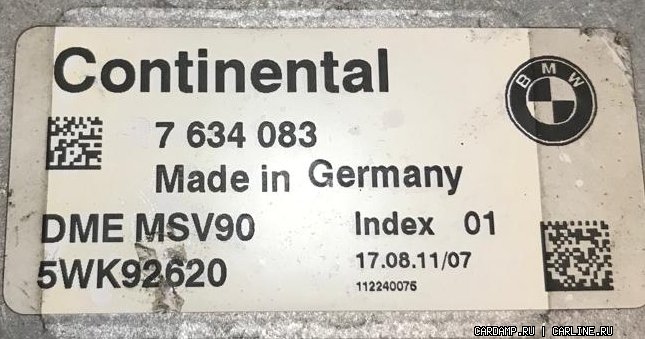 Continental
BMW
7 634 083
Made in Germany
DME MSV90 Index 01
5WK92620 17.08.11/07
112240076
CARDAMP.RU | CARLINE.RU